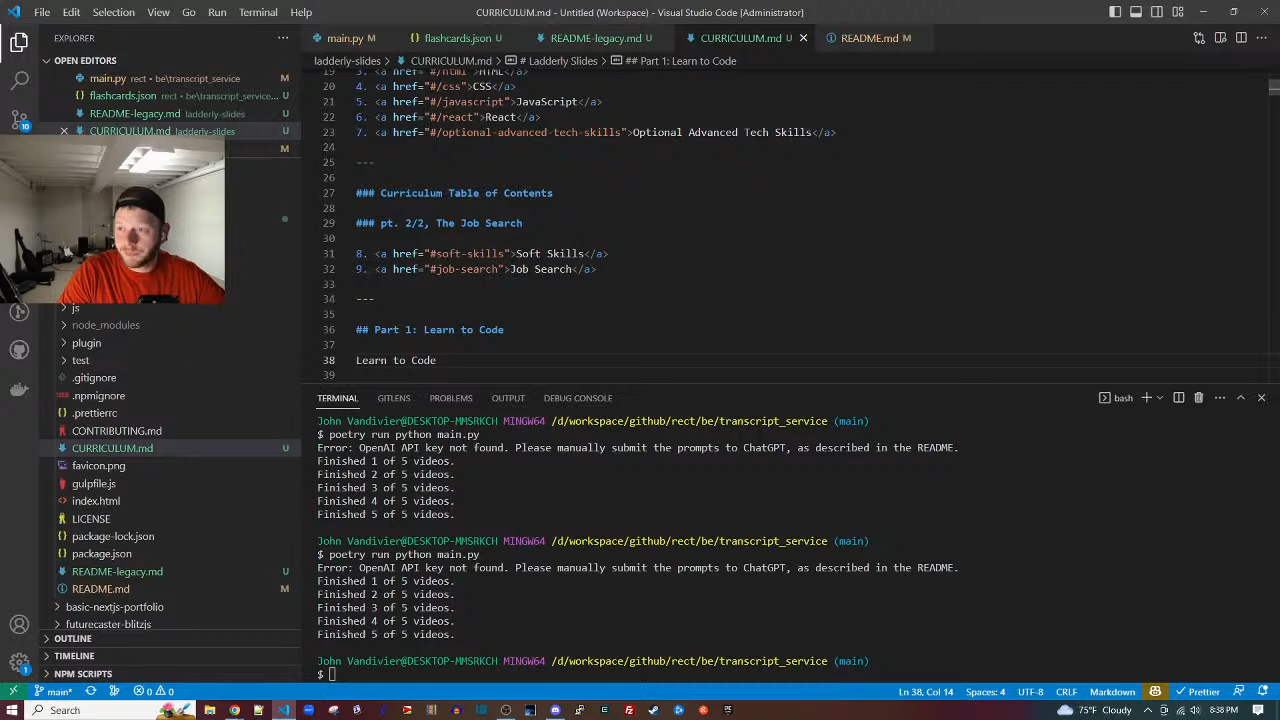 File Edit Selection View Go Run Terminal Help
CURRICULUM.md - Untitled (Workspace) - Visual Studio Code [Administrator]
EXPLORER
main.py M
flashcards.json U
README-legacy.md U
CURRICULUM.md U
README.md M
OPEN EDITORS
main.py rect • be\transcript_service M
flashcards.json rect • be\transcript_service... U
README-legacy.md ladderly-slides U
CURRICULUM.md ladderly-slides U
M
js
node_modules
plugin
test
.gitignore
.npmignore
.prettierrc
CONTRIBUTING.md
CURRICULUM.md U
favicon.png
gulpfile.js
index.html
LICENSE
package-lock.json
package.json
README-legacy.md U
README.md M
basic-nextjs-portfolio
futurecaster-blitzjs
OUTLINE
TIMELINE
NPM SCRIPTS
ladderly-slides > CURRICULUM.md > # Ladderly Slides > ## Part 1: Learn to Code
19 3. <a href="#/html">HTML</a>
20 4. <a href="#/css">CSS</a>
21 5. <a href="#/javascript">JavaScript</a>
22 6. <a href="#/react">React</a>
23 7. <a href="#/optional-advanced-tech-skills">Optional Advanced Tech Skills</a>
24
25 ---
26
27 ### Curriculum Table of Contents
28
29 ### pt. 2/2, The Job Search
30
31 8. <a href="#soft-skills">Soft Skills</a>
32 9. <a href="#job-search">Job Search</a>
33
34 ---
35
36 ## Part 1: Learn to Code
37
38 Learn to Code
39
TERMINAL GITLENS PROBLEMS OUTPUT DEBUG CONSOLE
bash
John Vandivier@DESKTOP-MMSRKCH MINGW64 /d/workspace/github/rect/be/transcript_service (main)
$ poetry run python main.py
Error: OpenAI API key not found. Please manually submit the prompts to ChatGPT, as described in the README.
Finished 1 of 5 videos.
Finished 2 of 5 videos.
Finished 3 of 5 videos.
Finished 4 of 5 videos.
Finished 5 of 5 videos.
John Vandivier@DESKTOP-MMSRKCH MINGW64 /d/workspace/github/rect/be/transcript_service (main)
$ poetry run python main.py
Error: OpenAI API key not found. Please manually submit the prompts to ChatGPT, as described in the README.
Finished 1 of 5 videos.
Finished 2 of 5 videos.
Finished 3 of 5 videos.
Finished 4 of 5 videos.
Finished 5 of 5 videos.
John Vandivier@DESKTOP-MMSRKCH MINGW64 /d/workspace/github/rect/be/transcript_service (main)
$
10
1
main* 0 0
Ln 38, Col 14 Spaces: 4 UTF-8 CRLF Markdown Prettier
Search
75°F Cloudy 8:38 PM